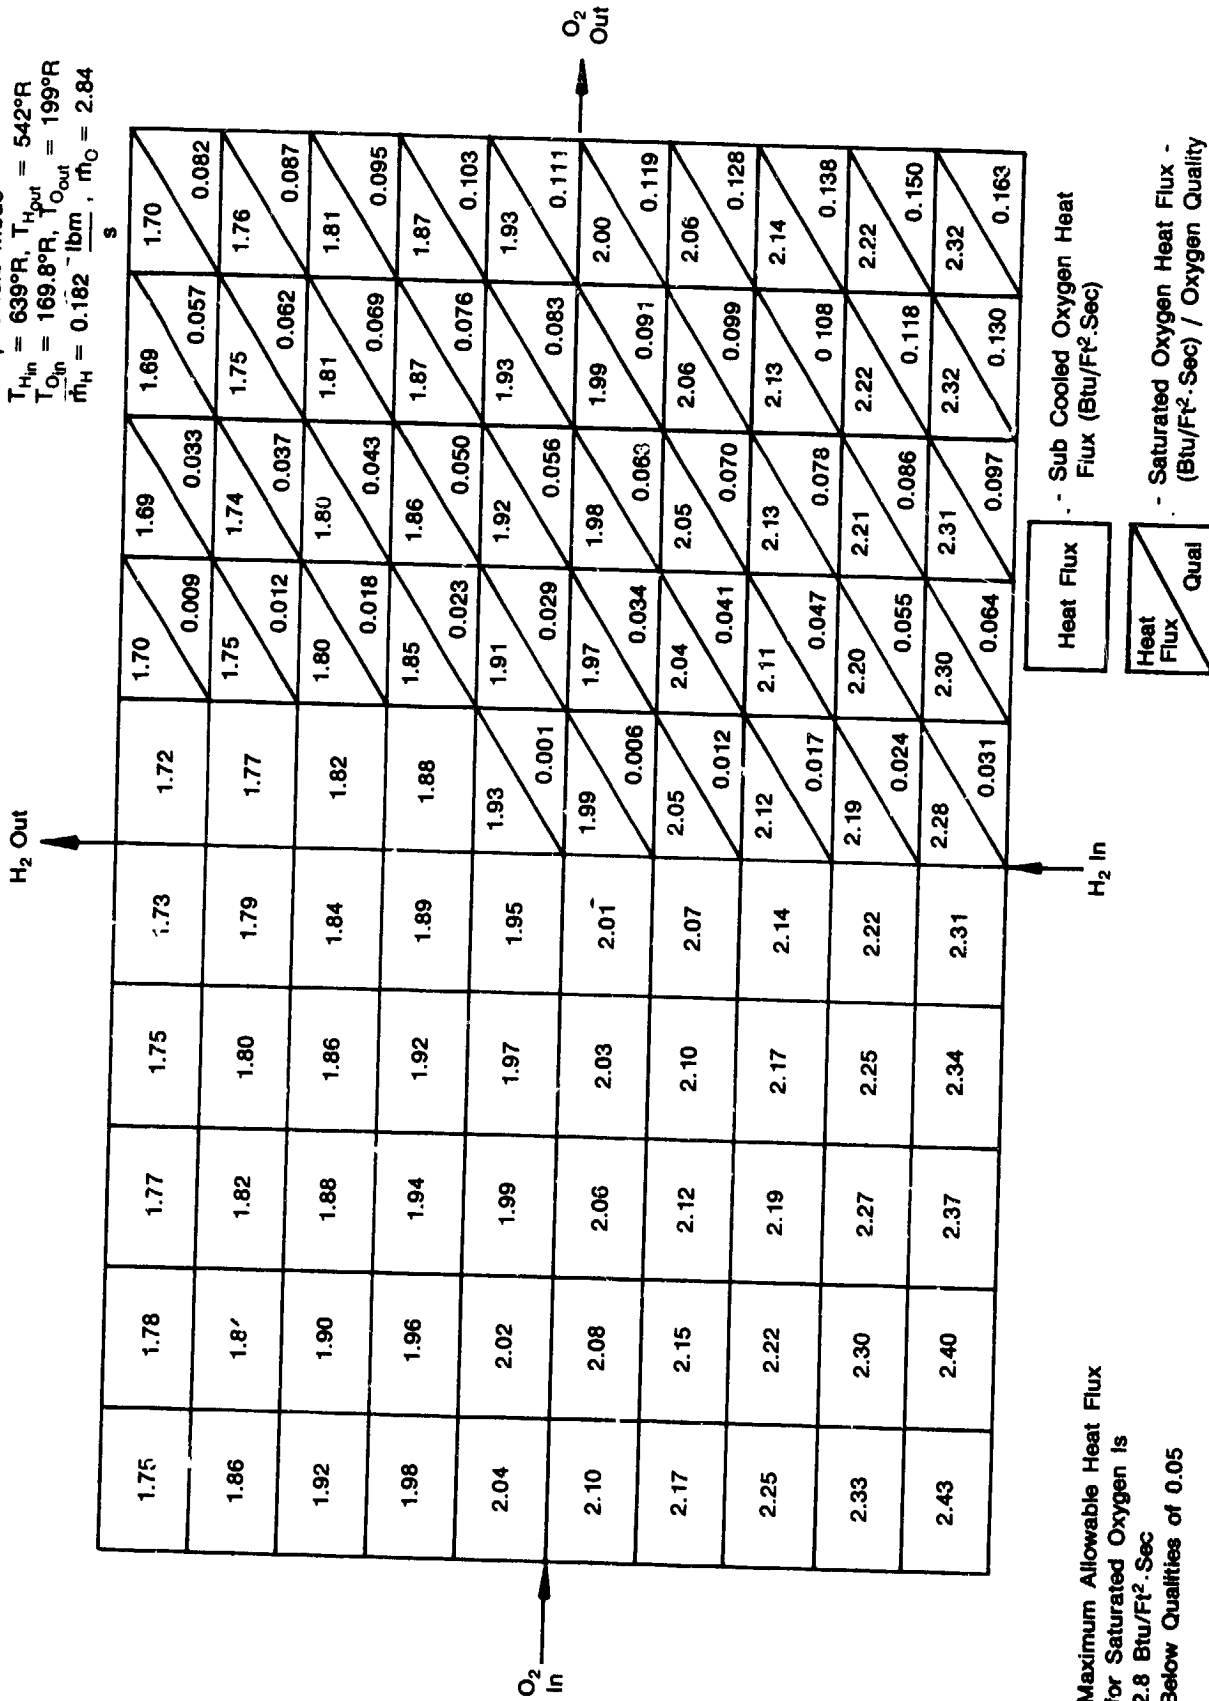 T_Hin = 639°R, T_Hout = 542°R
T_Oin = 169.8°R, T_Oout = 199°R
ṁ_H = 0.182 lbm, ṁ_O = 2.84
s
H₂ Out
O₂ Out
1.75 1.78 1.77 1.75 1.73 1.72 1.70 0.009 1.69 0.033 1.69 0.057 1.70 0.082
1.86 1.82 1.80 1.79 1.77 1.75 0.012 1.74 0.037 1.75 0.062 1.76 0.087
1.92 1.90 1.88 1.86 1.84 1.82 1.80 0.018 1.80 0.043 1.81 0.069 1.81 0.095
1.98 1.96 1.94 1.92 1.89 1.88 1.85 0.023 1.86 0.050 1.87 0.076 1.87 0.103
2.04 2.02 1.99 1.97 1.95 1.93 0.001 1.91 0.029 1.92 0.056 1.93 0.083 1.93 0.111
2.10 2.08 2.06 2.03 2.01 1.99 0.006 1.97 0.034 1.98 0.063 1.99 0.091 2.00 0.119
2.17 2.15 2.12 2.10 2.07 2.05 0.012 2.04 0.041 2.05 0.070 2.06 0.099 2.06 0.128
2.25 2.22 2.19 2.17 2.14 2.12 0.017 2.11 0.047 2.13 0.078 2.13 0 108 2.14 0.138
2.33 2.30 2.27 2.25 2.22 2.19 0.024 2.20 0.055 2.21 0.086 2.22 0.118 2.22 0.150
2.43 2.40 2.37 2.34 2.31 2.28 0.031 2.30 0.064 2.31 0.097 2.32 0.130 2.32 0.163
O₂ In
H₂ In
Heat Flux - Sub Cooled Oxygen Heat
Flux (Btu/Ft².Sec)
Heat Flux Qual - Saturated Oxygen Heat Flux -
(Btu/Ft².Sec) / Oxygen Quality
Maximum Allowable Heat Flux
for Saturated Oxygen Is
2.8 Btu/Ft².Sec
Below Qualities of 0.05